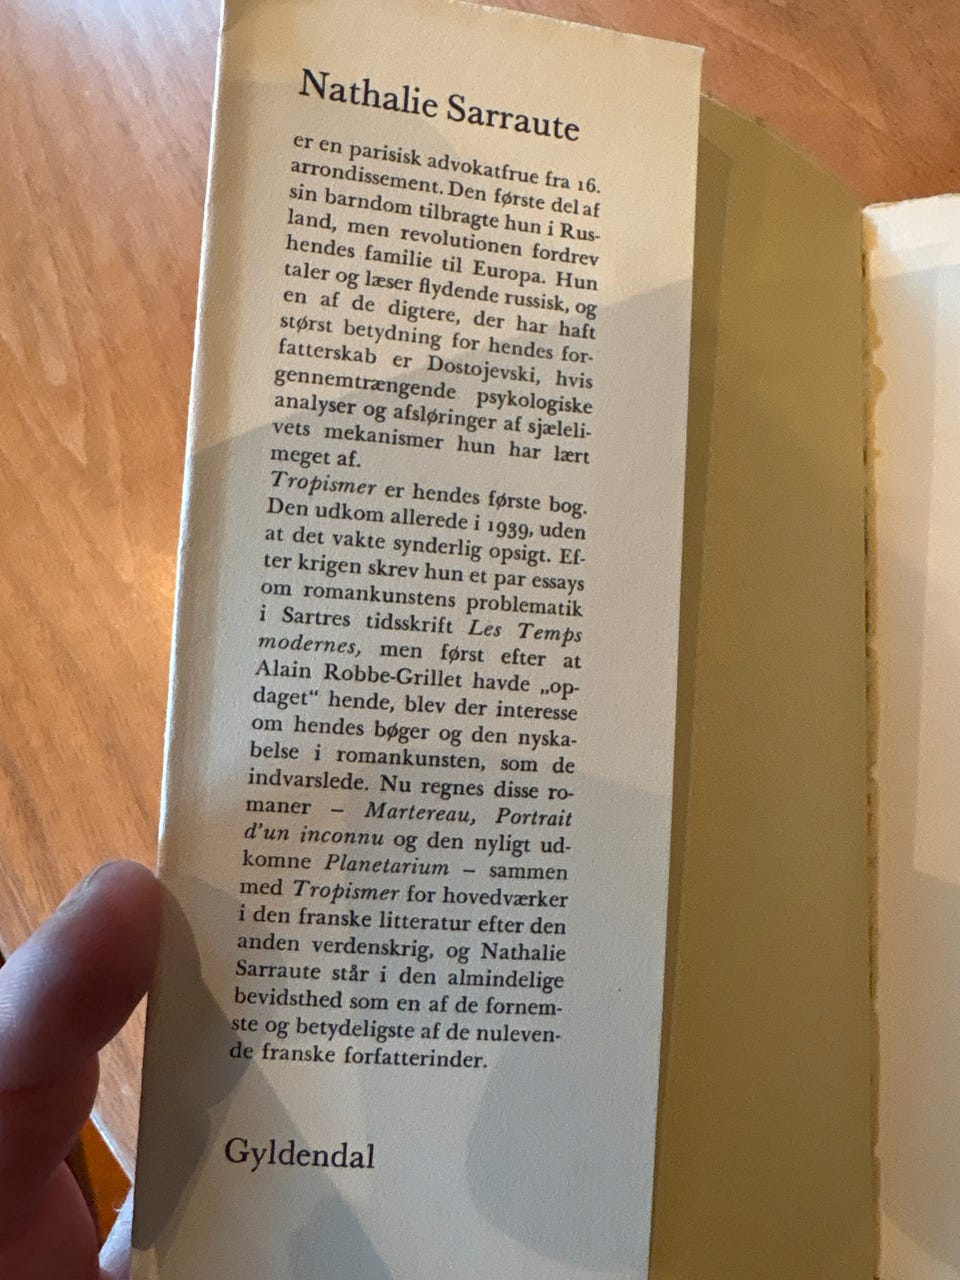 Nathalie Sarraute
er en parisisk advokatfrue fra 16.
arrondissement. Den første del af
sin barndom tilbragte hun i Rus-
land, men revolutionen fordrev
hendes familie til Europa. Hun
taler og læser flydende russisk, og
en af de digtere, der har haft
størst betydning for hendes for-
fatterskab er Dostojevski, hvis
gennemtrængende psykologiske
analyser og afsløringer af sjæleli-
vets mekanismer hun har lært
meget af.
Tropismer er hendes første bog.
Den udkom allerede i 1939, uden
at det vakte synderlig opsigt. Ef-
ter krigen skrev hun et par essays
om romankunstens problematik
i Sartres tidsskrift Les Temps
modernes, men først efter at
Alain Robbe-Grillet havde „op-
daget“ hende, blev der interesse
om hendes bøger og den nyska-
belse i romankunsten, som de
indvarslede. Nu regnes disse ro-
maner – Martereau, Portrait
d'un inconnu og den nyligt ud-
komne Planetarium – sammen
med Tropismer for hovedværker
i den franske litteratur efter den
anden verdenskrig, og Nathalie
Sarraute står i den almindelige
bevidsthed som en af de fornem-
ste og betydeligste af de nuleven-
de franske forfatterinder.
Gyldendal